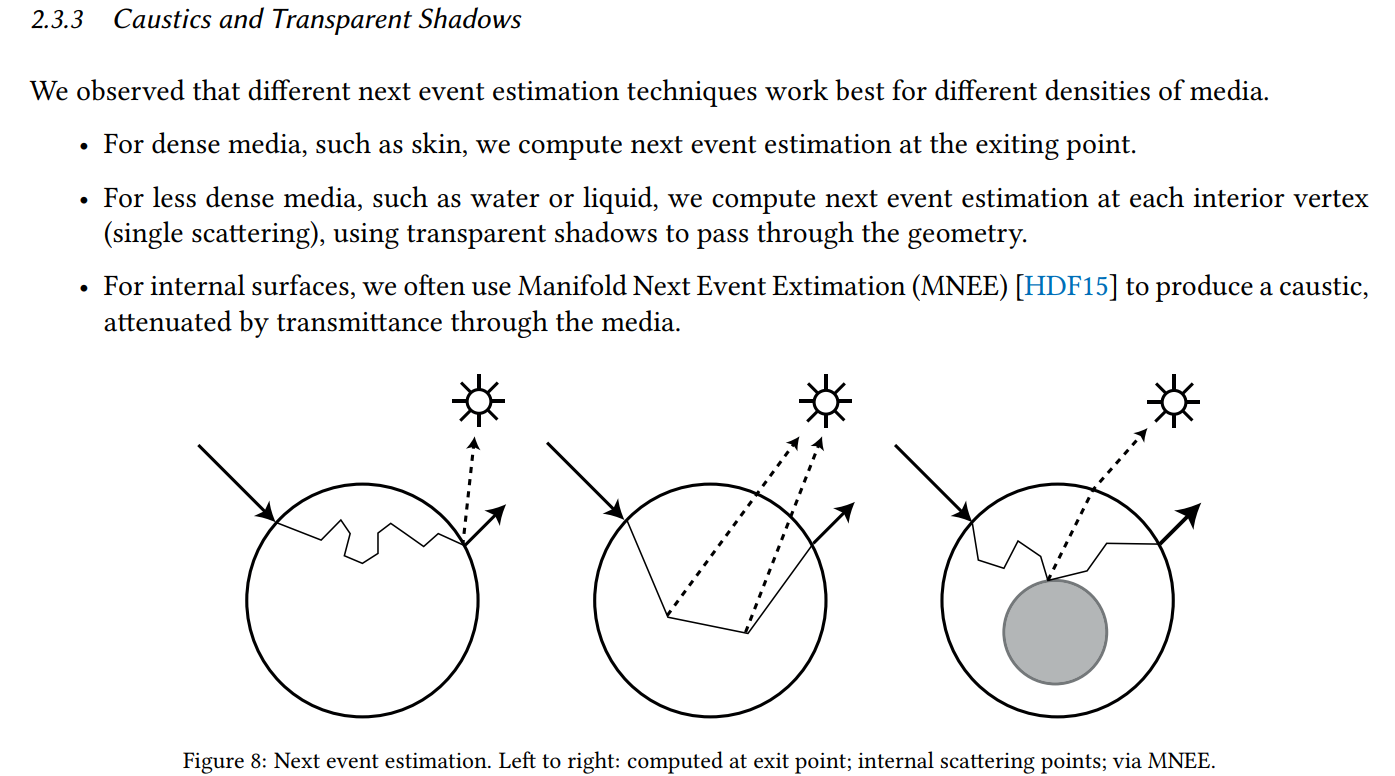 2.3.3 Caustics and Transparent Shadows
We observed that different next event estimation techniques work best for different densities of media.
• For dense media, such as skin, we compute next event estimation at the exiting point.
• For less dense media, such as water or liquid, we compute next event estimation at each interior vertex
(single scattering), using transparent shadows to pass through the geometry.
• For internal surfaces, we often use Manifold Next Event Extimation (MNEE) [HDF15] to produce a caustic,
attenuated by transmittance through the media.
Figure 8: Next event estimation. Left to right: computed at exit point; internal scattering points; via MNEE.